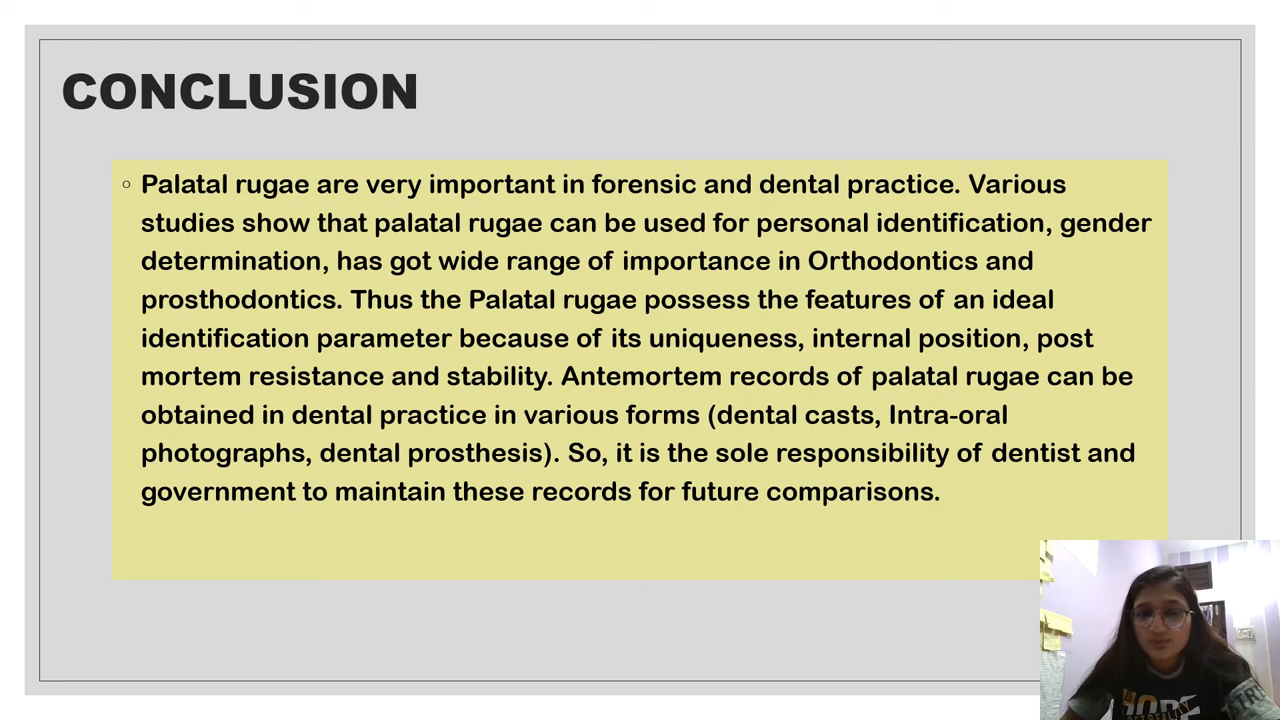 CONCLUSION
◦ Palatal rugae are very important in forensic and dental practice. Various
studies show that palatal rugae can be used for personal identification, gender
determination, has got wide range of importance in Orthodontics and
prosthodontics. Thus the Palatal rugae possess the features of an ideal
identification parameter because of its uniqueness, internal position, post
mortem resistance and stability. Antemortem records of palatal rugae can be
obtained in dental practice in various forms (dental casts, Intra-oral
photographs, dental prosthesis). So, it is the sole responsibility of dentist and
government to maintain these records for future comparisons.